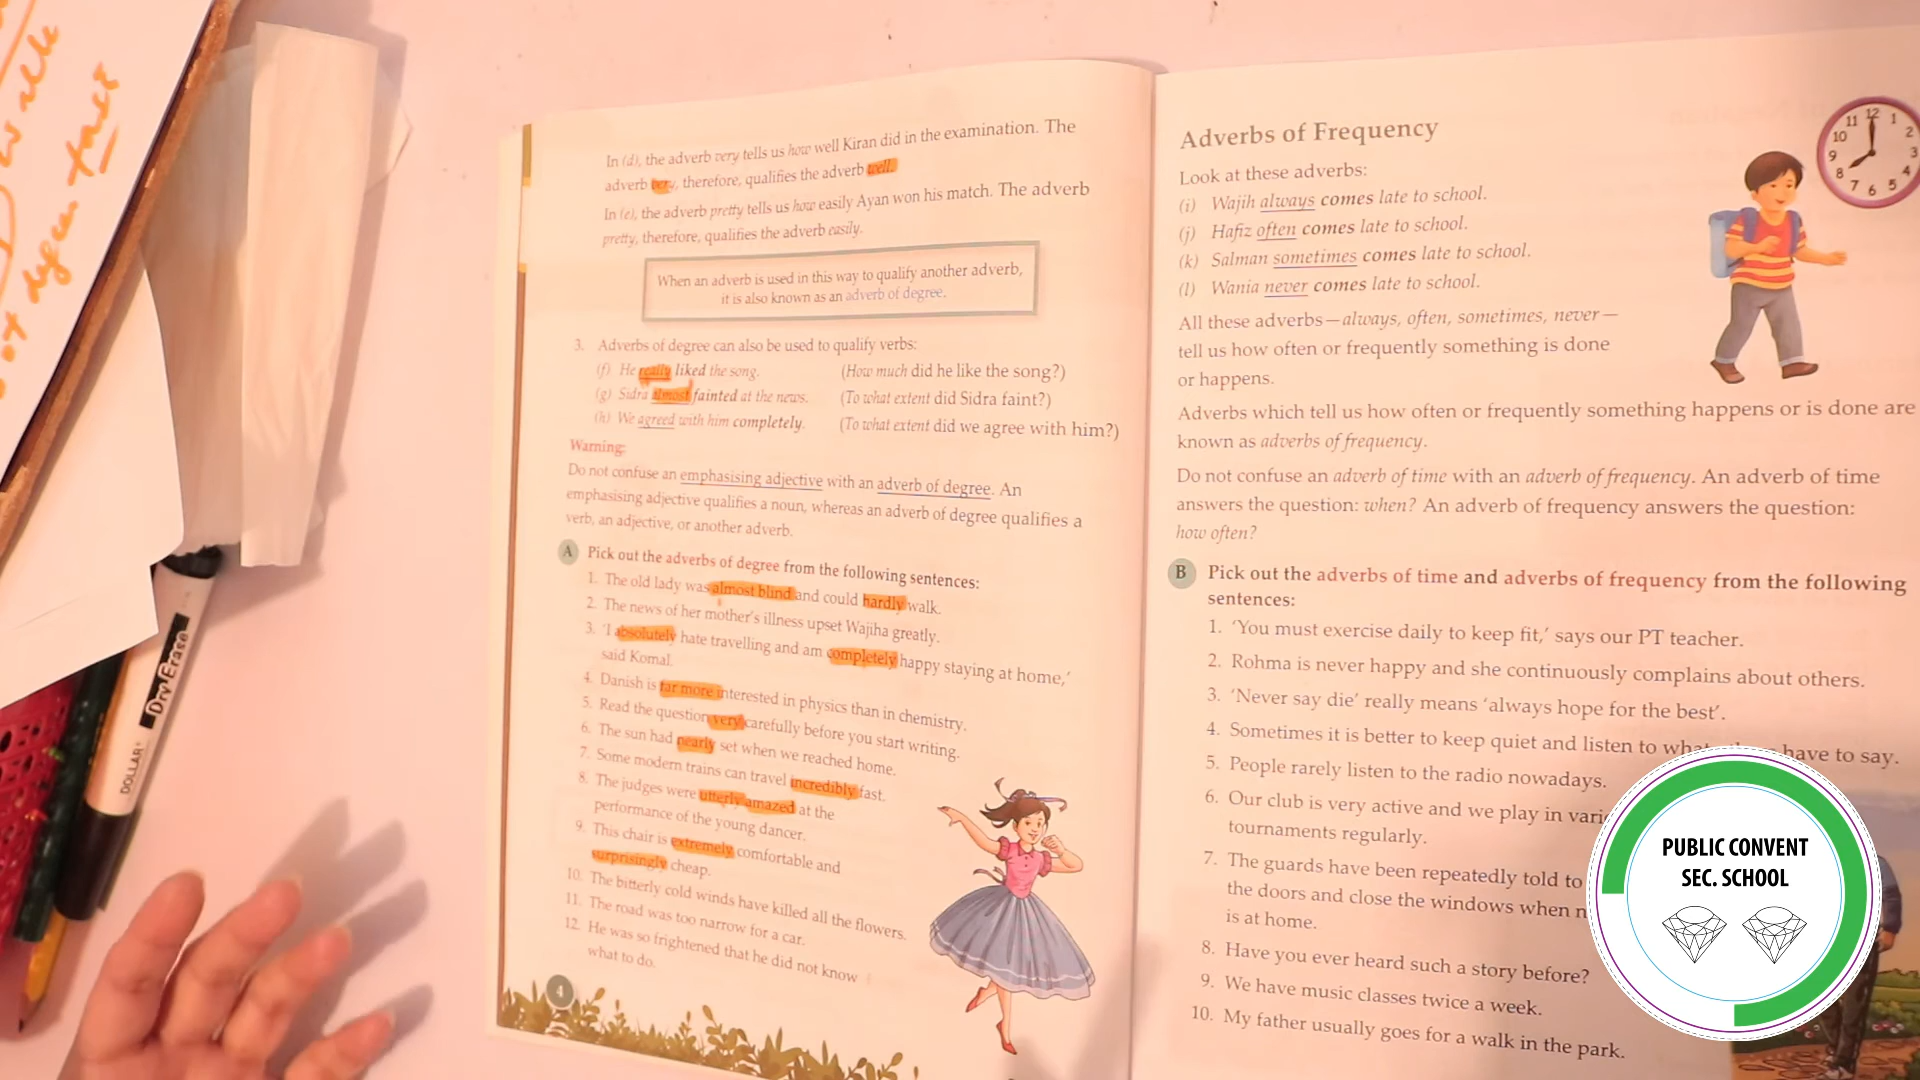 walk
degree
In (d), the adverb very tells us how well Kiran did in the examination. The
adverb very, therefore, qualifies the adverb well.
In (e), the adverb pretty tells us how easily Ayan won his match. The adverb
pretty, therefore, qualifies the adverb easily.
When an adverb is used in this way to qualify another adverb,
it is also known as an adverb of degree.
3. Adverbs of degree can also be used to qualify verbs:
(f) He really liked the song. (How much did he like the song?)
(g) Sidra almost fainted at the news. (To what extent did Sidra faint?)
(h) We agreed with him completely. (To what extent did we agree with him?)
Warning:
Do not confuse an emphasising adjective with an adverb of degree. An
emphasising adjective qualifies a noun, whereas an adverb of degree qualifies a
verb, an adjective, or another adverb.
A Pick out the adverbs of degree from the following sentences:
1. The old lady was almost blind and could hardly walk.
2. The news of her mother's illness upset Wajiha greatly.
3. 'I absolutely hate travelling and am completely happy staying at home,'
said Komal.
4. Danish is far more interested in physics than in chemistry.
5. Read the question very carefully before you start writing.
6. The sun had nearly set when we reached home.
7. Some modern trains can travel incredibly fast.
8. The judges were utterly amazed at the
performance of the young dancer.
9. This chair is extremely comfortable and
surprisingly cheap.
10. The bitterly cold winds have killed all the flowers.
11. The road was too narrow for a car.
12. He was so frightened that he did not know
what to do.
4
Dry Erase
DOLLAR
Adverbs of Frequency
Look at these adverbs:
(i) Wajih always comes late to school.
(j) Hafiz often comes late to school.
(k) Salman sometimes comes late to school.
(l) Wania never comes late to school.
All these adverbs—always, often, sometimes, never—
tell us how often or frequently something is done
or happens.
Adverbs which tell us how often or frequently something happens or is done are
known as adverbs of frequency.
Do not confuse an adverb of time with an adverb of frequency. An adverb of time
answers the question: when? An adverb of frequency answers the question:
how often?
B Pick out the adverbs of time and adverbs of frequency from the following
sentences:
1. 'You must exercise daily to keep fit,' says our PT teacher.
2. Rohma is never happy and she continuously complains about others.
3. 'Never say die' really means 'always hope for the best'.
4. Sometimes it is better to keep quiet and listen to have to say.
5. People rarely listen to the radio nowadays.
6. Our club is very active and we play in
tournaments regularly.
7. The guards have been repeatedly told to
the doors and close the windows when
is at home.
8. Have you ever heard such a story before?
9. We have music classes twice a week.
10. My father usually goes for a walk in the park.
12 1 2 3 4 5 6 7 8 9 10 11
PUBLIC CONVENT
SEC. SCHOOL